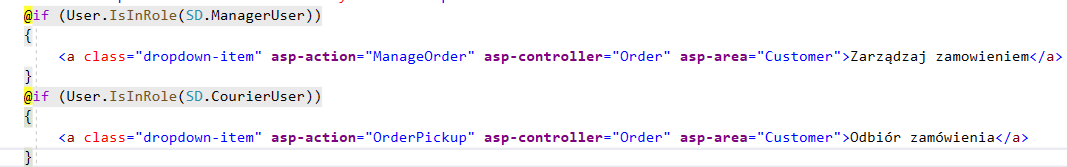 @if (User.IsInRole(SD.ManagerUser))
{
<a class="dropdown-item" asp-action="ManageOrder" asp-controller="Order" asp-area="Customer">Zarządzaj zamowieniem</a>
}
@if (User.IsInRole(SD.CourierUser))
{
<a class="dropdown-item" asp-action="OrderPickup" asp-controller="Order" asp-area="Customer">Odbiór zamówienia</a>
}